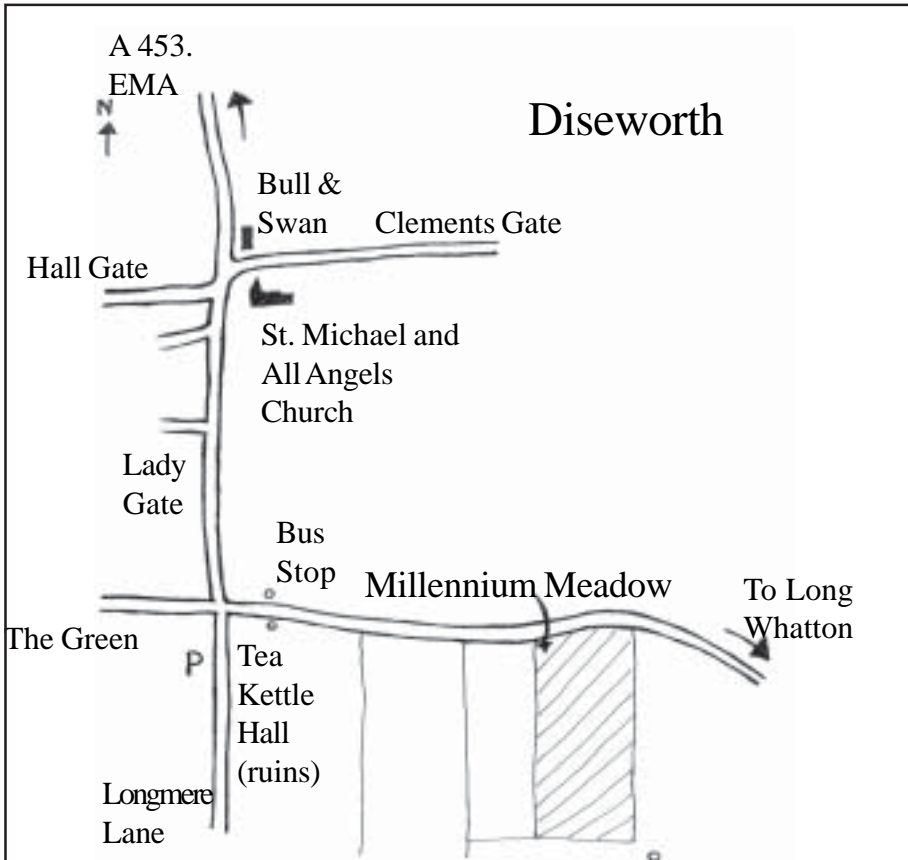 A 453.
EMA
N
Diseworth
Bull &
Swan
Clements Gate
Hall Gate
St. Michael and
All Angels
Church
Lady
Gate
Bus
Stop
Millennium Meadow
To Long
Whatton
The Green
P
Tea
Kettle
Hall
(ruins)
Longmere
Lane